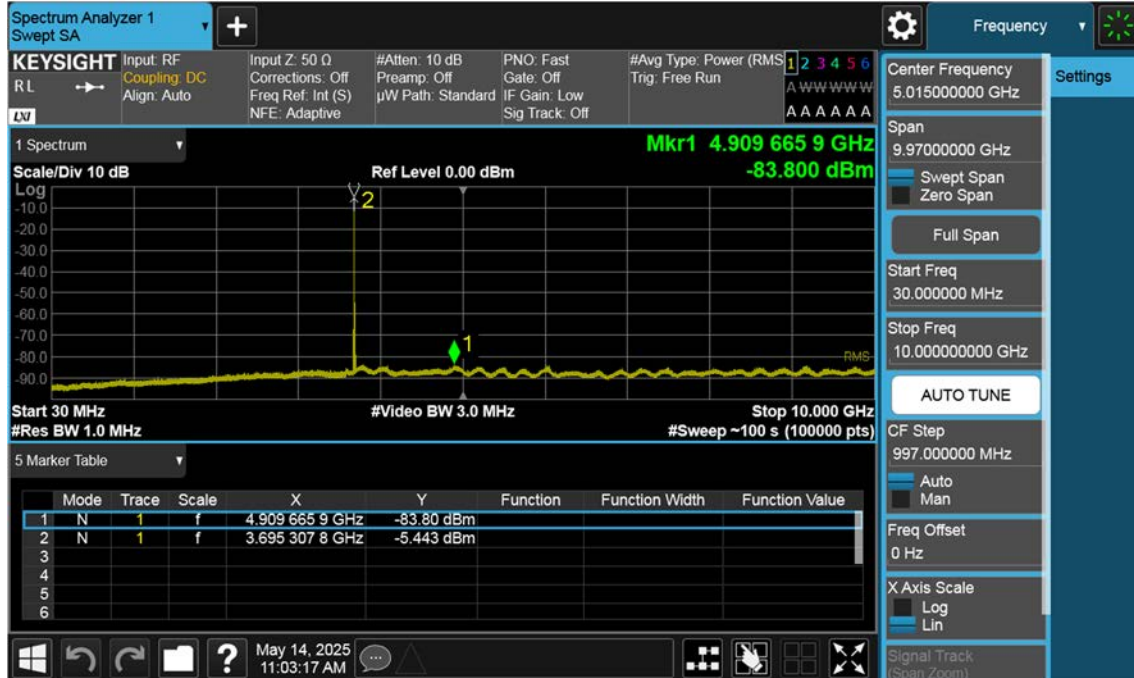 Spectrum Analyzer 1
Swept SA
Frequency
KEYSIGHT
RL
LXI
Input: RF
Coupling: DC
Align: Auto
Input Z: 50 Ω
Corrections: Off
Freq Ref: Int (S)
NFE: Adaptive
#Atten: 10 dB
Preamp: Off
µW Path: Standard
PNO: Fast
Gate: Off
IF Gain: Low
Sig Track: Off
#Avg Type: Power (RMS
Trig: Free Run
1 2 3 4 5 6
A W W W W W
A A A A A A
1 Spectrum
Mkr1 4.909 665 9 GHz
Scale/Div 10 dB
Ref Level 0.00 dBm
-83.800 dBm
Log
-10.0
-20.0
-30.0
-40.0
-60.0
-70.0
-80.0
-90.0
2
1
RMS
Start 30 MHz
#Video BW 3.0 MHz
Stop 10.000 GHz
#Res BW 1.0 MHz
#Sweep ~100 s (100000 pts)
5 Marker Table
Mode Trace Scale X Y Function Function Width Function Value
1 N 1 f 4.909 665 9 GHz -83.80 dBm
2 N 1 f 3.695 307 8 GHz -5.443 dBm
3
4
5
6
May 14, 2025
11:03:17 AM
Center Frequency
5.015000000 GHz
Settings
Span
9.97000000 GHz
Swept Span
Zero Span
Full Span
Start Freq
30.000000 MHz
Stop Freq
10.000000000 GHz
AUTO TUNE
CF Step
997.000000 MHz
Auto
Man
Freq Offset
0 Hz
X Axis Scale
Log
Lin
Signal Track
(Span Zoom)